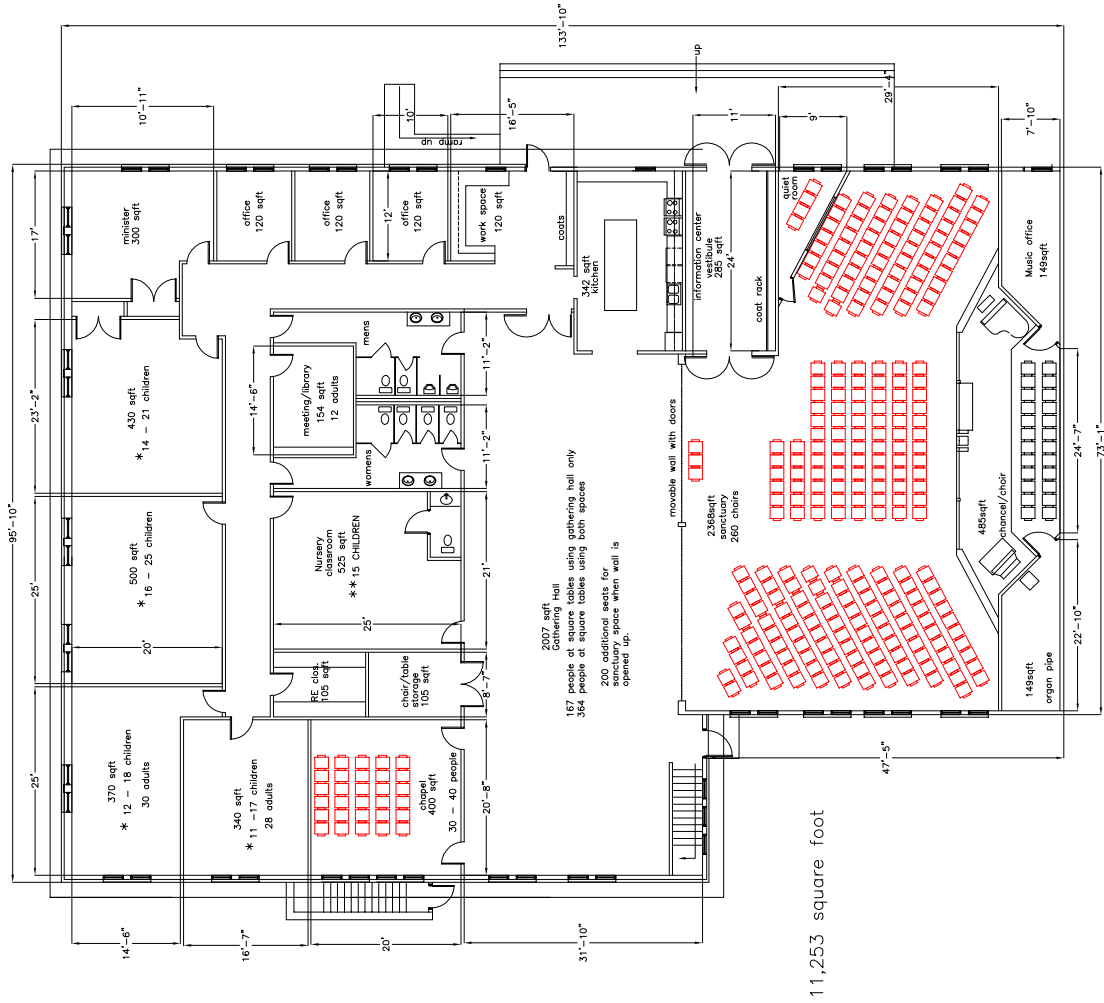 133'-10"
10'-11"
10'
16'-5"
ramp up
up
11'
9'
29'-4"
7'-10"
95'-10"
17'
23'-2"
25'
25'
minister
300 sqft
office
120 sqft
office
120 sqft
office
120 sqft
12'
work space
120 sqft
coats
342 sqft
kitchen
information center
vestibule
285 sqft
24'
coat rack
quiet
room
Music office
149sqft
430 sqft
*14 - 21 children
500 sqft
*16 - 25 children
20'
370 sqft
* 12 - 18 children
30 adults
340 sqft
*11 -17 children
28 adults
14'-6"
meeting/library
154 sqft
12 adults
mens
womens
11'-2"
11'-2"
Nursery
classroom
525 sqft
**15 CHILDREN
25'
21'
RE clos.
105 sqft
chair/table
storage
105 sqft
8'-7"
chapel
400 sqft
30 - 40 people
20'-8"
2007 sqft
Gathering Hall
167 people at square tables using gathering hall only
364 people at square tables using both spaces
200 additional seats for
sanctuary space when wall is
opened up.
movable wall with doors
2368sqft
sanctuary
260 chairs
485sqft
chancel/choir
149sqft
organ pipe
24'-7"
22'-10"
73'-1"
47'-5"
14'-6"
16'-7"
20'
31'-10"
11,253 square foot